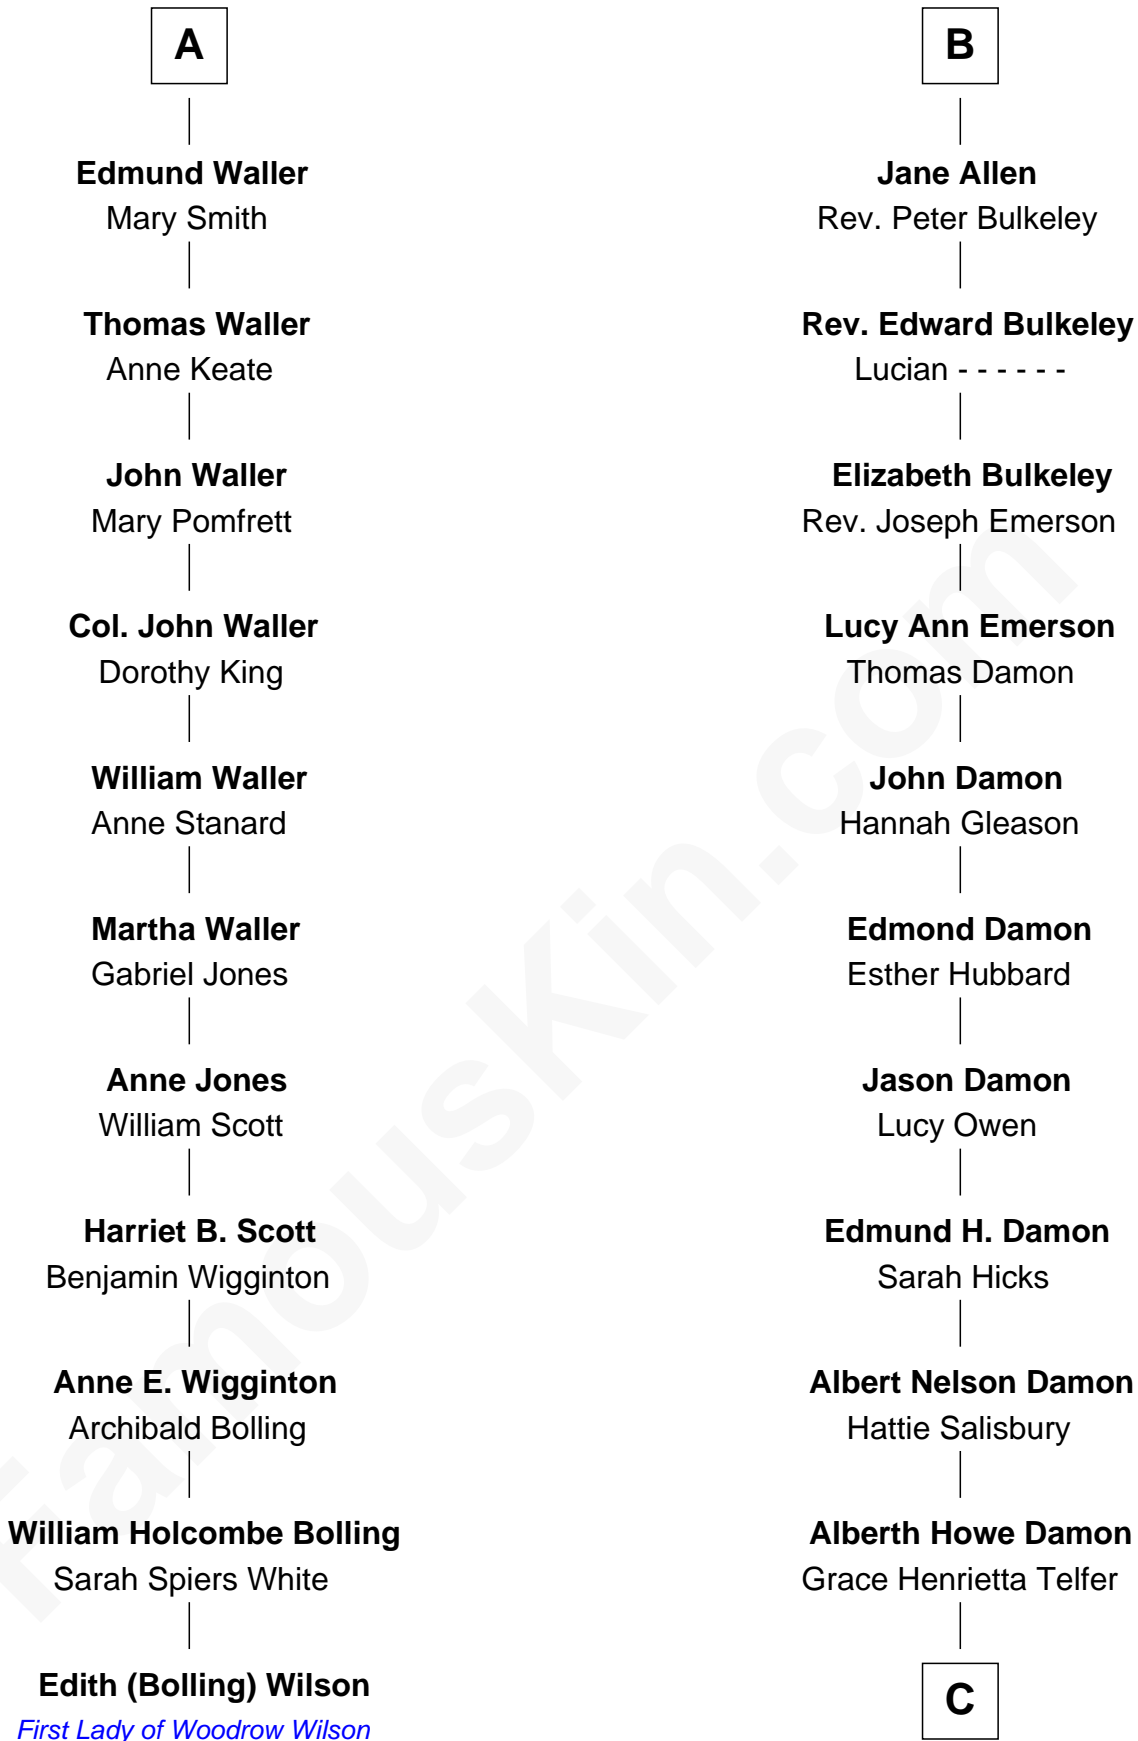 A
Edmund Waller
Mary Smith
Thomas Waller
Anne Keate
John Waller
Mary Pomfrett
Col. John Waller
Dorothy King
William Waller
Anne Stanard
Martha Waller
Gabriel Jones
Anne Jones
William Scott
Harriet B. Scott
Benjamin Wigginton
Anne E. Wigginton
Archibald Bolling
William Holcombe Bolling
Sarah Spiers White
Edith (Bolling) Wilson
First Lady of Woodrow Wilson
B
Jane Allen
Rev. Peter Bulkeley
Rev. Edward Bulkeley
Lucian - - - - - -
Elizabeth Bulkeley
Rev. Joseph Emerson
Lucy Ann Emerson
Thomas Damon
John Damon
Hannah Gleason
Edmond Damon
Esther Hubbard
Jason Damon
Lucy Owen
Edmund H. Damon
Sarah Hicks
Albert Nelson Damon
Hattie Salisbury
Alberth Howe Damon
Grace Henrietta Telfer
C
FamousKin.com